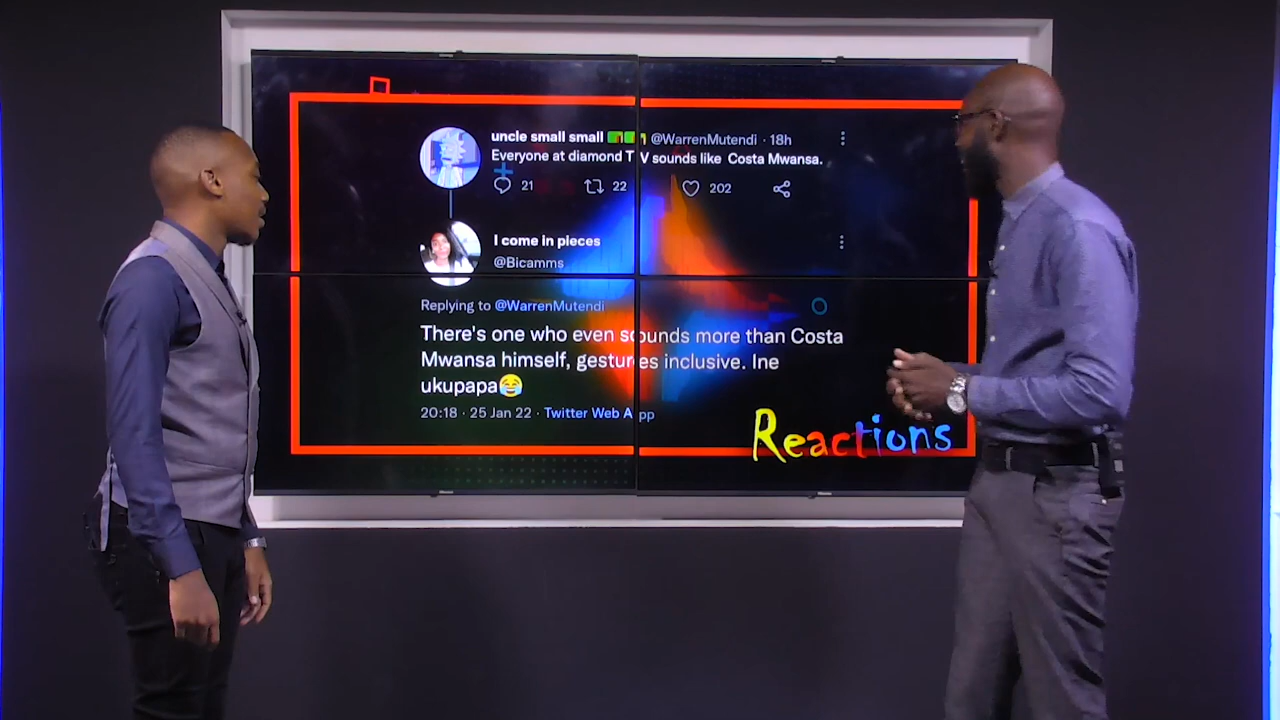 uncle small small @WarrenMutendi · 18h
Everyone at diamond TV sounds like Costa Mwansa.
21 22 202
I come in pieces
@Bicamms
Replying to @WarrenMutendi
There's one who even sounds more than Costa
Mwansa himself, gestures inclusive. Ine
ukupapa😂
20:18 · 25 Jan 22 · Twitter Web App
Reactions